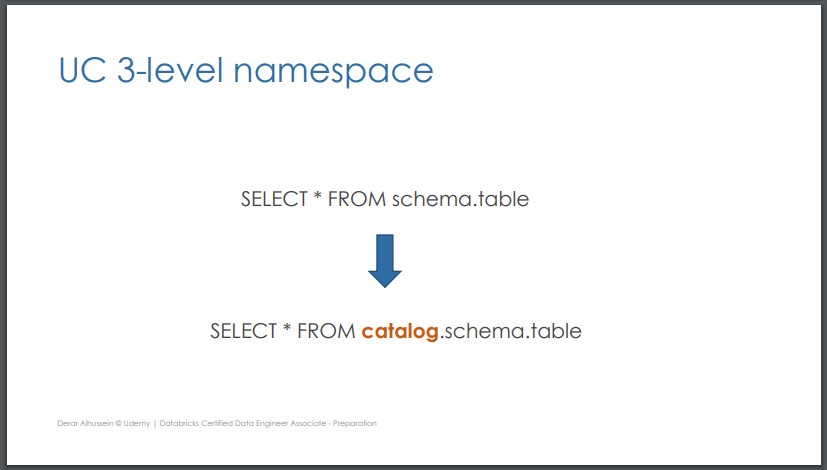 UC 3-level namespace
SELECT * FROM schema.table
SELECT * FROM catalog.schema.table
Derar Alhussein © Udemy | Databricks Certified Data Engineer Associate - Preparation